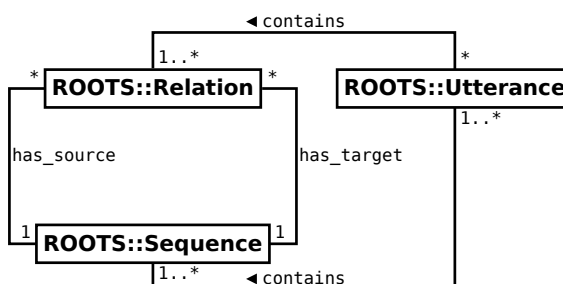 ◄ contains
1..* *
* ROOTS::Relation * ROOTS::Utterance
1..*
has_source has_target
1 ROOTS::Sequence 1
1..* ◄ contains